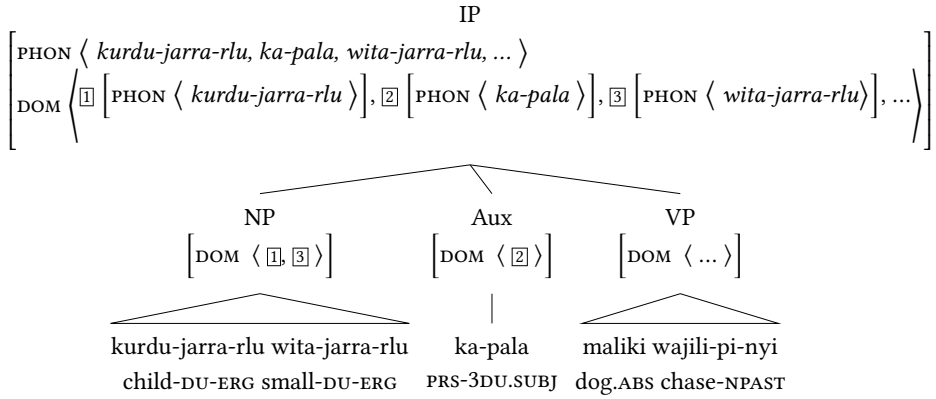 IP
PHON ⟨ kurdu-jarra-rlu, ka-pala, wita-jarra-rlu, … ⟩
DOM ⟨ 1 [PHON ⟨ kurdu-jarra-rlu ⟩], 2 [PHON ⟨ ka-pala ⟩], 3 [PHON ⟨ wita-jarra-rlu⟩], … ⟩
NP Aux VP
[DOM ⟨ 1, 3 ⟩] [DOM ⟨ 2 ⟩] [DOM ⟨ … ⟩]
kurdu-jarra-rlu wita-jarra-rlu ka-pala maliki wajili-pi-nyi
child-DU-ERG small-DU-ERG PRS-3DU.SUBJ dog.ABS chase-NPAST